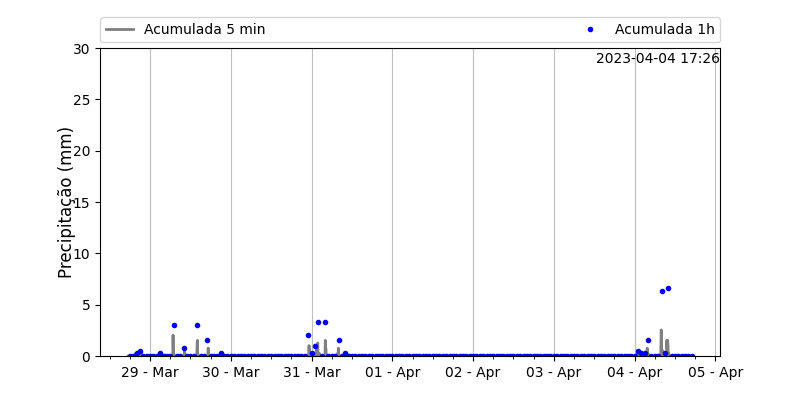 Acumulada 5 min
Acumulada 1h
2023-04-04 17:26
Precipitação (mm)
30
25
20
15
10
5
0
29 - Mar
30 - Mar
31 - Mar
01 - Apr
02 - Apr
03 - Apr
04 - Apr
05 - Apr